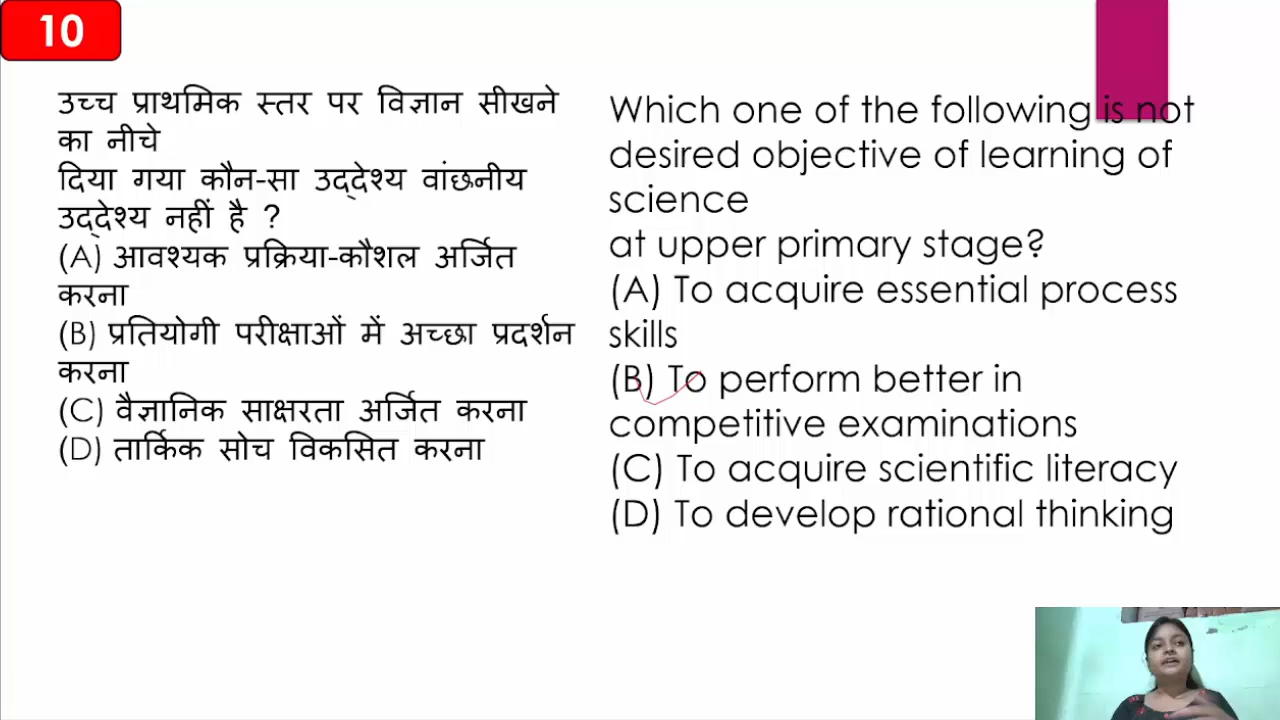 10
उच्च प्राथमिक स्तर पर विज्ञान सीखने
का नीचे
दिया गया कौन-सा उद्देश्य वांछनीय
उद्देश्य नहीं है ?
(A) आवश्यक प्रक्रिया-कौशल अर्जित
करना
(B) प्रतियोगी परीक्षाओं में अच्छा प्रदर्शन
करना
(C) वैज्ञानिक साक्षरता अर्जित करना
(D) तार्किक सोच विकसित करना
Which one of the following is not
desired objective of learning of
science
at upper primary stage?
(A) To acquire essential process
skills
(B) To perform better in
competitive examinations
(C) To acquire scientific literacy
(D) To develop rational thinking